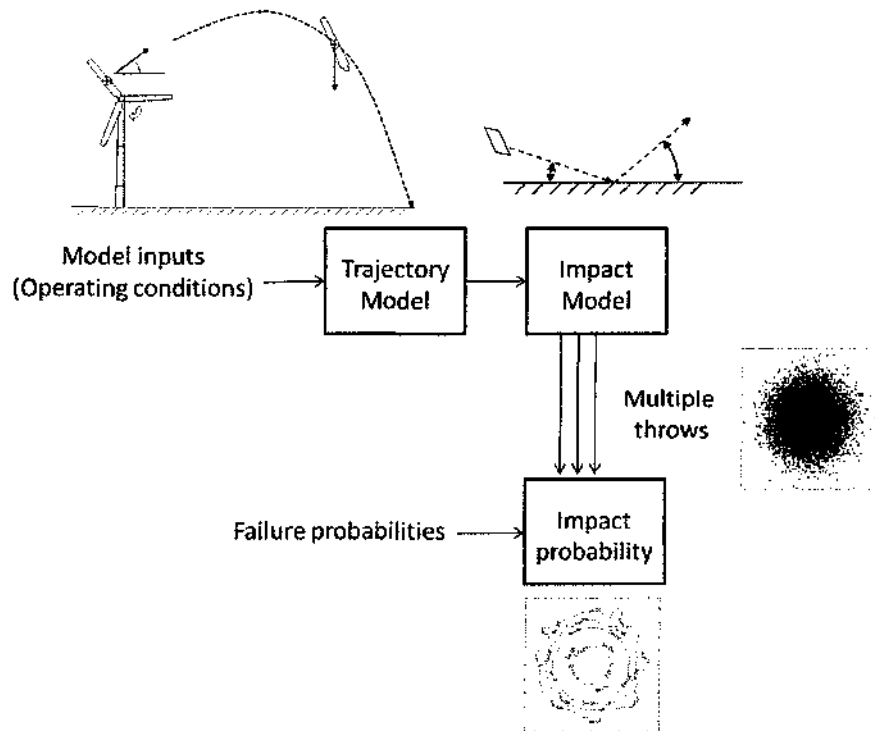 Model inputs
(Operating conditions)
Trajectory
Model
Impact
Model
Multiple
throws
Failure probabilities
Impact
probability